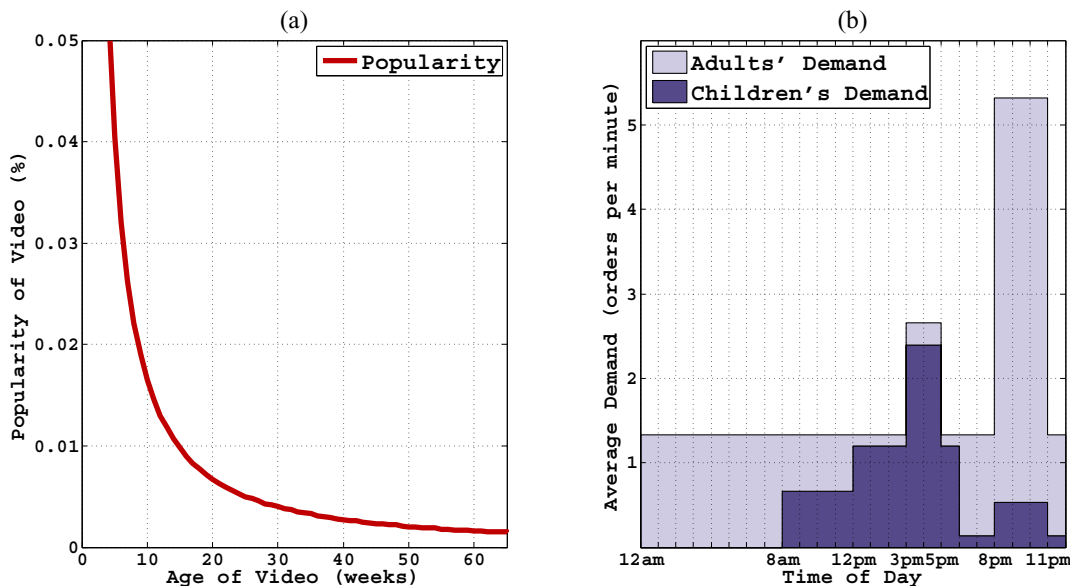 (a)
Popularity
0.05
0.04
0.03
0.02
0.01
0
Popularity of Video (%)
0
10
20
30
40
50
60
Age of Video (weeks)
(b)
Adults' Demand
Children's Demand
5
4
3
2
1
Average Demand (orders per minute)
12am
8am
12pm
3pm
5pm
8pm
11pm
Time of Day